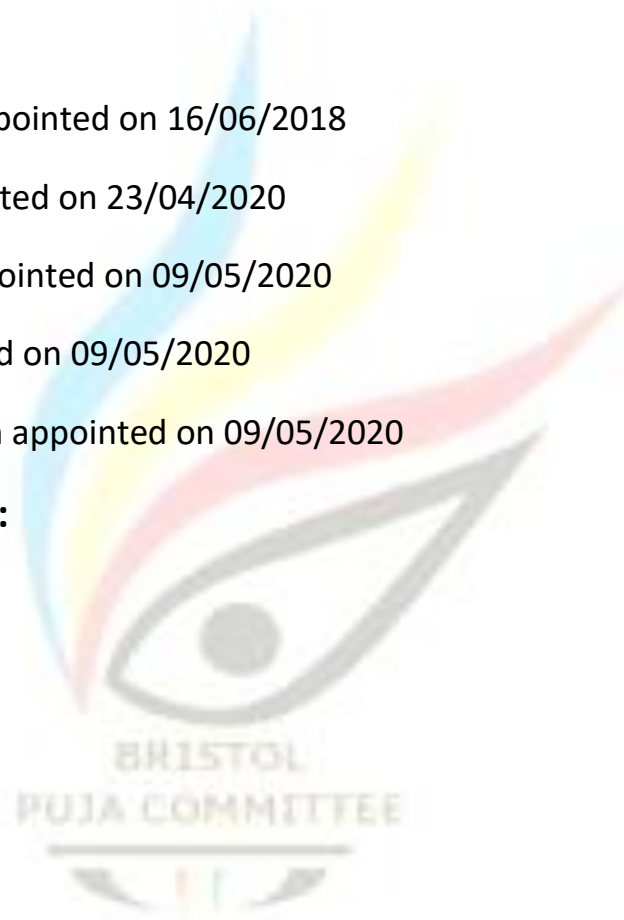 pointed on 16/06/2018
ted on 23/04/2020
ointed on 09/05/2020
d on 09/05/2020
appointed on 09/05/2020
:
BRISTOL
PUJA COMMITTEE